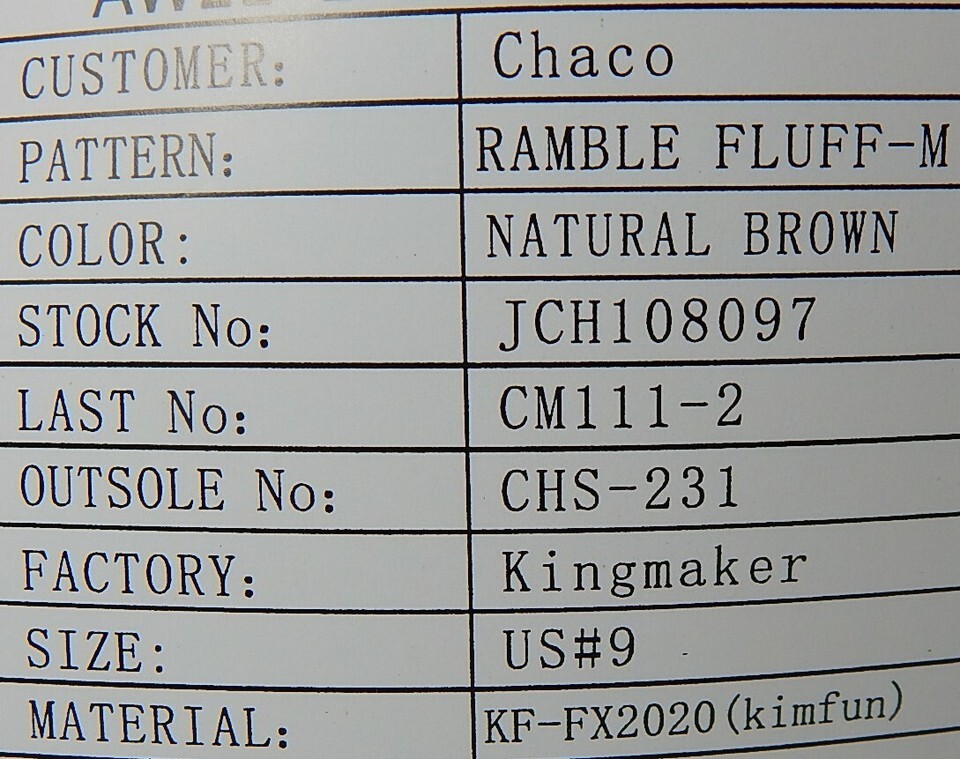 CUSTOMER: Chaco
PATTERN: RAMBLE FLUFF-M
COLOR: NATURAL BROWN
STOCK No: JCH108097
LAST No: CM111-2
OUTSOLE No: CHS-231
FACTORY: Kingmaker
SIZE: US#9
MATERIAL: KF-FX2020(kimfun)